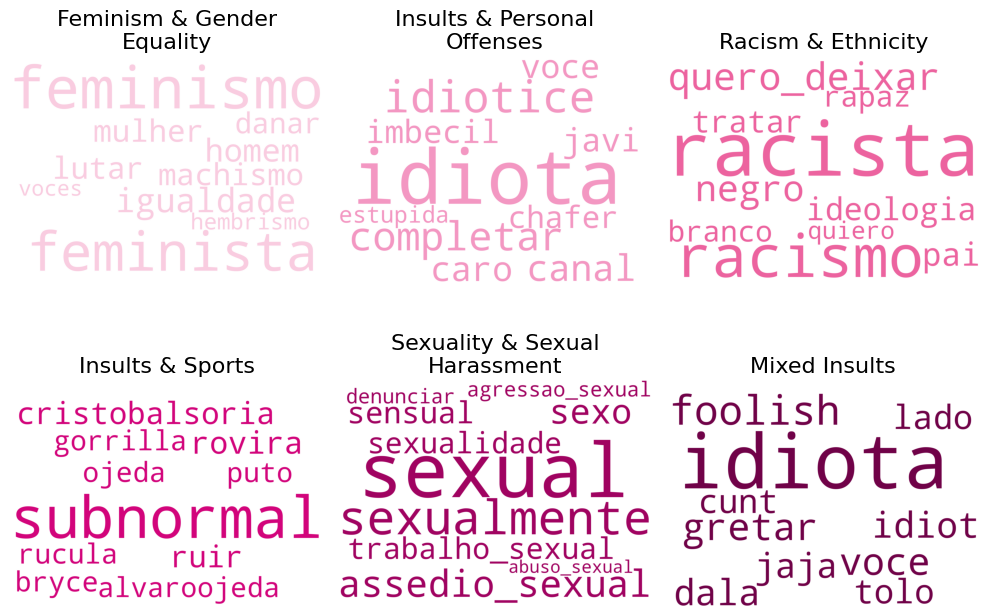 Feminism & Gender
Equality
feminismo
mulher danar
homem
lutar machismo
voces igualdade
hembrismo
feminista
Insults & Personal
Offenses
voce
idiotice
imbecil javi
idiota
estupida chafer
completar
caro canal
Racism & Ethnicity
quero_deixar
rapaz
tratar
racista
negro
ideologia
branco quiero
racismo pai
Insults & Sports
cristobalsoria
gorrilla rovira
ojeda puto
subnormal
rucula ruir
bryce alvaroojeda
Sexuality & Sexual
Harassment
denunciar agressao_sexual
sensual sexo
sexualidade
sexual
sexualmente
trabalho_sexual
abuso_sexual
assedio_sexual
Mixed Insults
foolish lado
idiota
cunt
gretar idiot
jaja voce
dala tolo